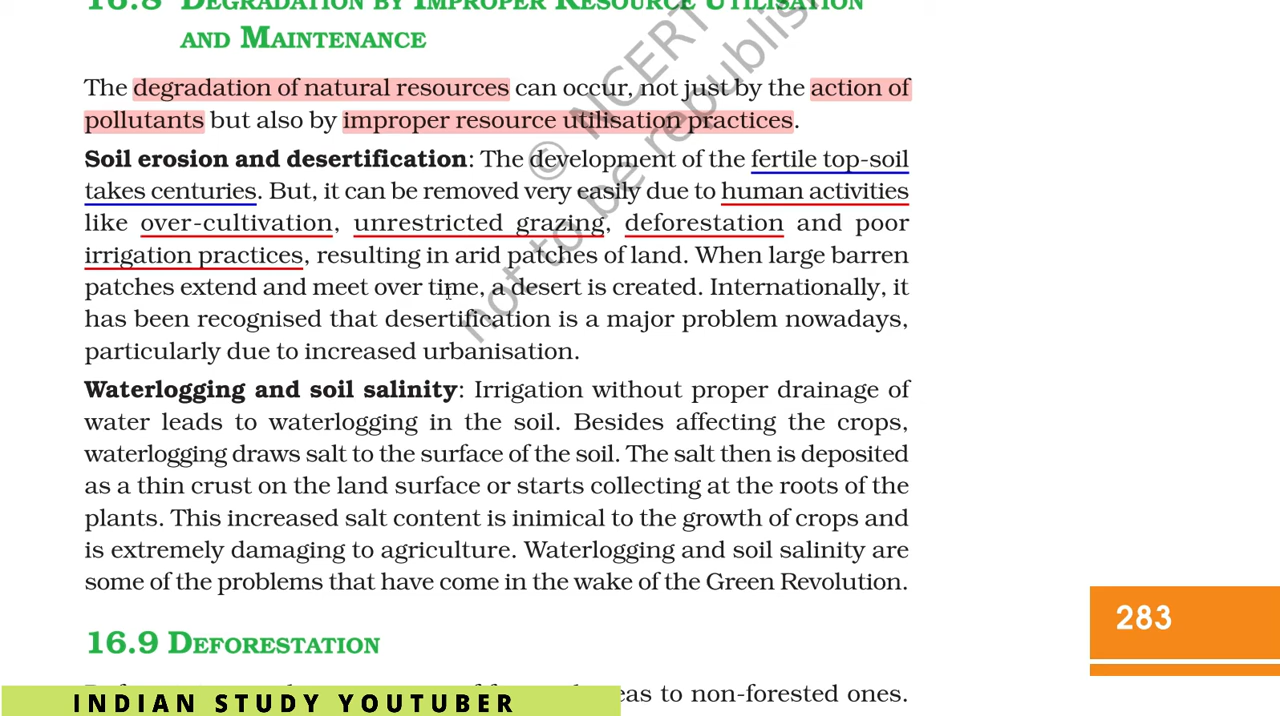 16.8 DEGRADATION BY IMPROPER RESOURCE UTILISATION
AND MAINTENANCE
The degradation of natural resources can occur, not just by the action of
pollutants but also by improper resource utilisation practices.
Soil erosion and desertification: The development of the fertile top-soil
takes centuries. But, it can be removed very easily due to human activities
like over-cultivation, unrestricted grazing, deforestation and poor
irrigation practices, resulting in arid patches of land. When large barren
patches extend and meet over time, a desert is created. Internationally, it
has been recognised that desertification is a major problem nowadays,
particularly due to increased urbanisation.
Waterlogging and soil salinity: Irrigation without proper drainage of
water leads to waterlogging in the soil. Besides affecting the crops,
waterlogging draws salt to the surface of the soil. The salt then is deposited
as a thin crust on the land surface or starts collecting at the roots of the
plants. This increased salt content is inimical to the growth of crops and
is extremely damaging to agriculture. Waterlogging and soil salinity are
some of the problems that have come in the wake of the Green Revolution.
© NCERT
not to be republish
283
16.9 DEFORESTATION
to non-forested ones.
INDIAN STUDY YOUTUBER